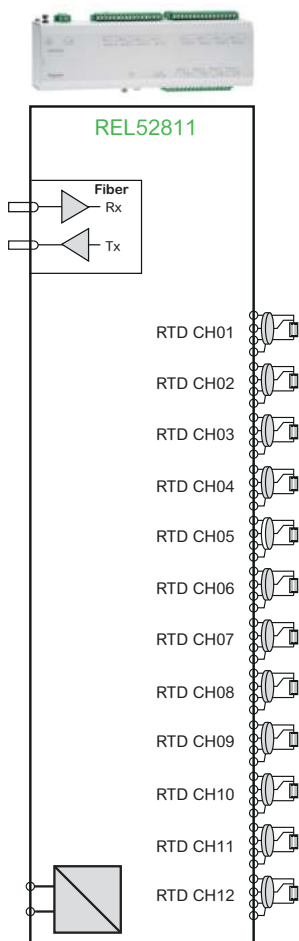 REL52811
Fiber
Rx
Tx
RTD CH01
RTD CH02
RTD CH03
RTD CH04
RTD CH05
RTD CH06
RTD CH07
RTD CH08
RTD CH09
RTD CH10
RTD CH11
RTD CH12